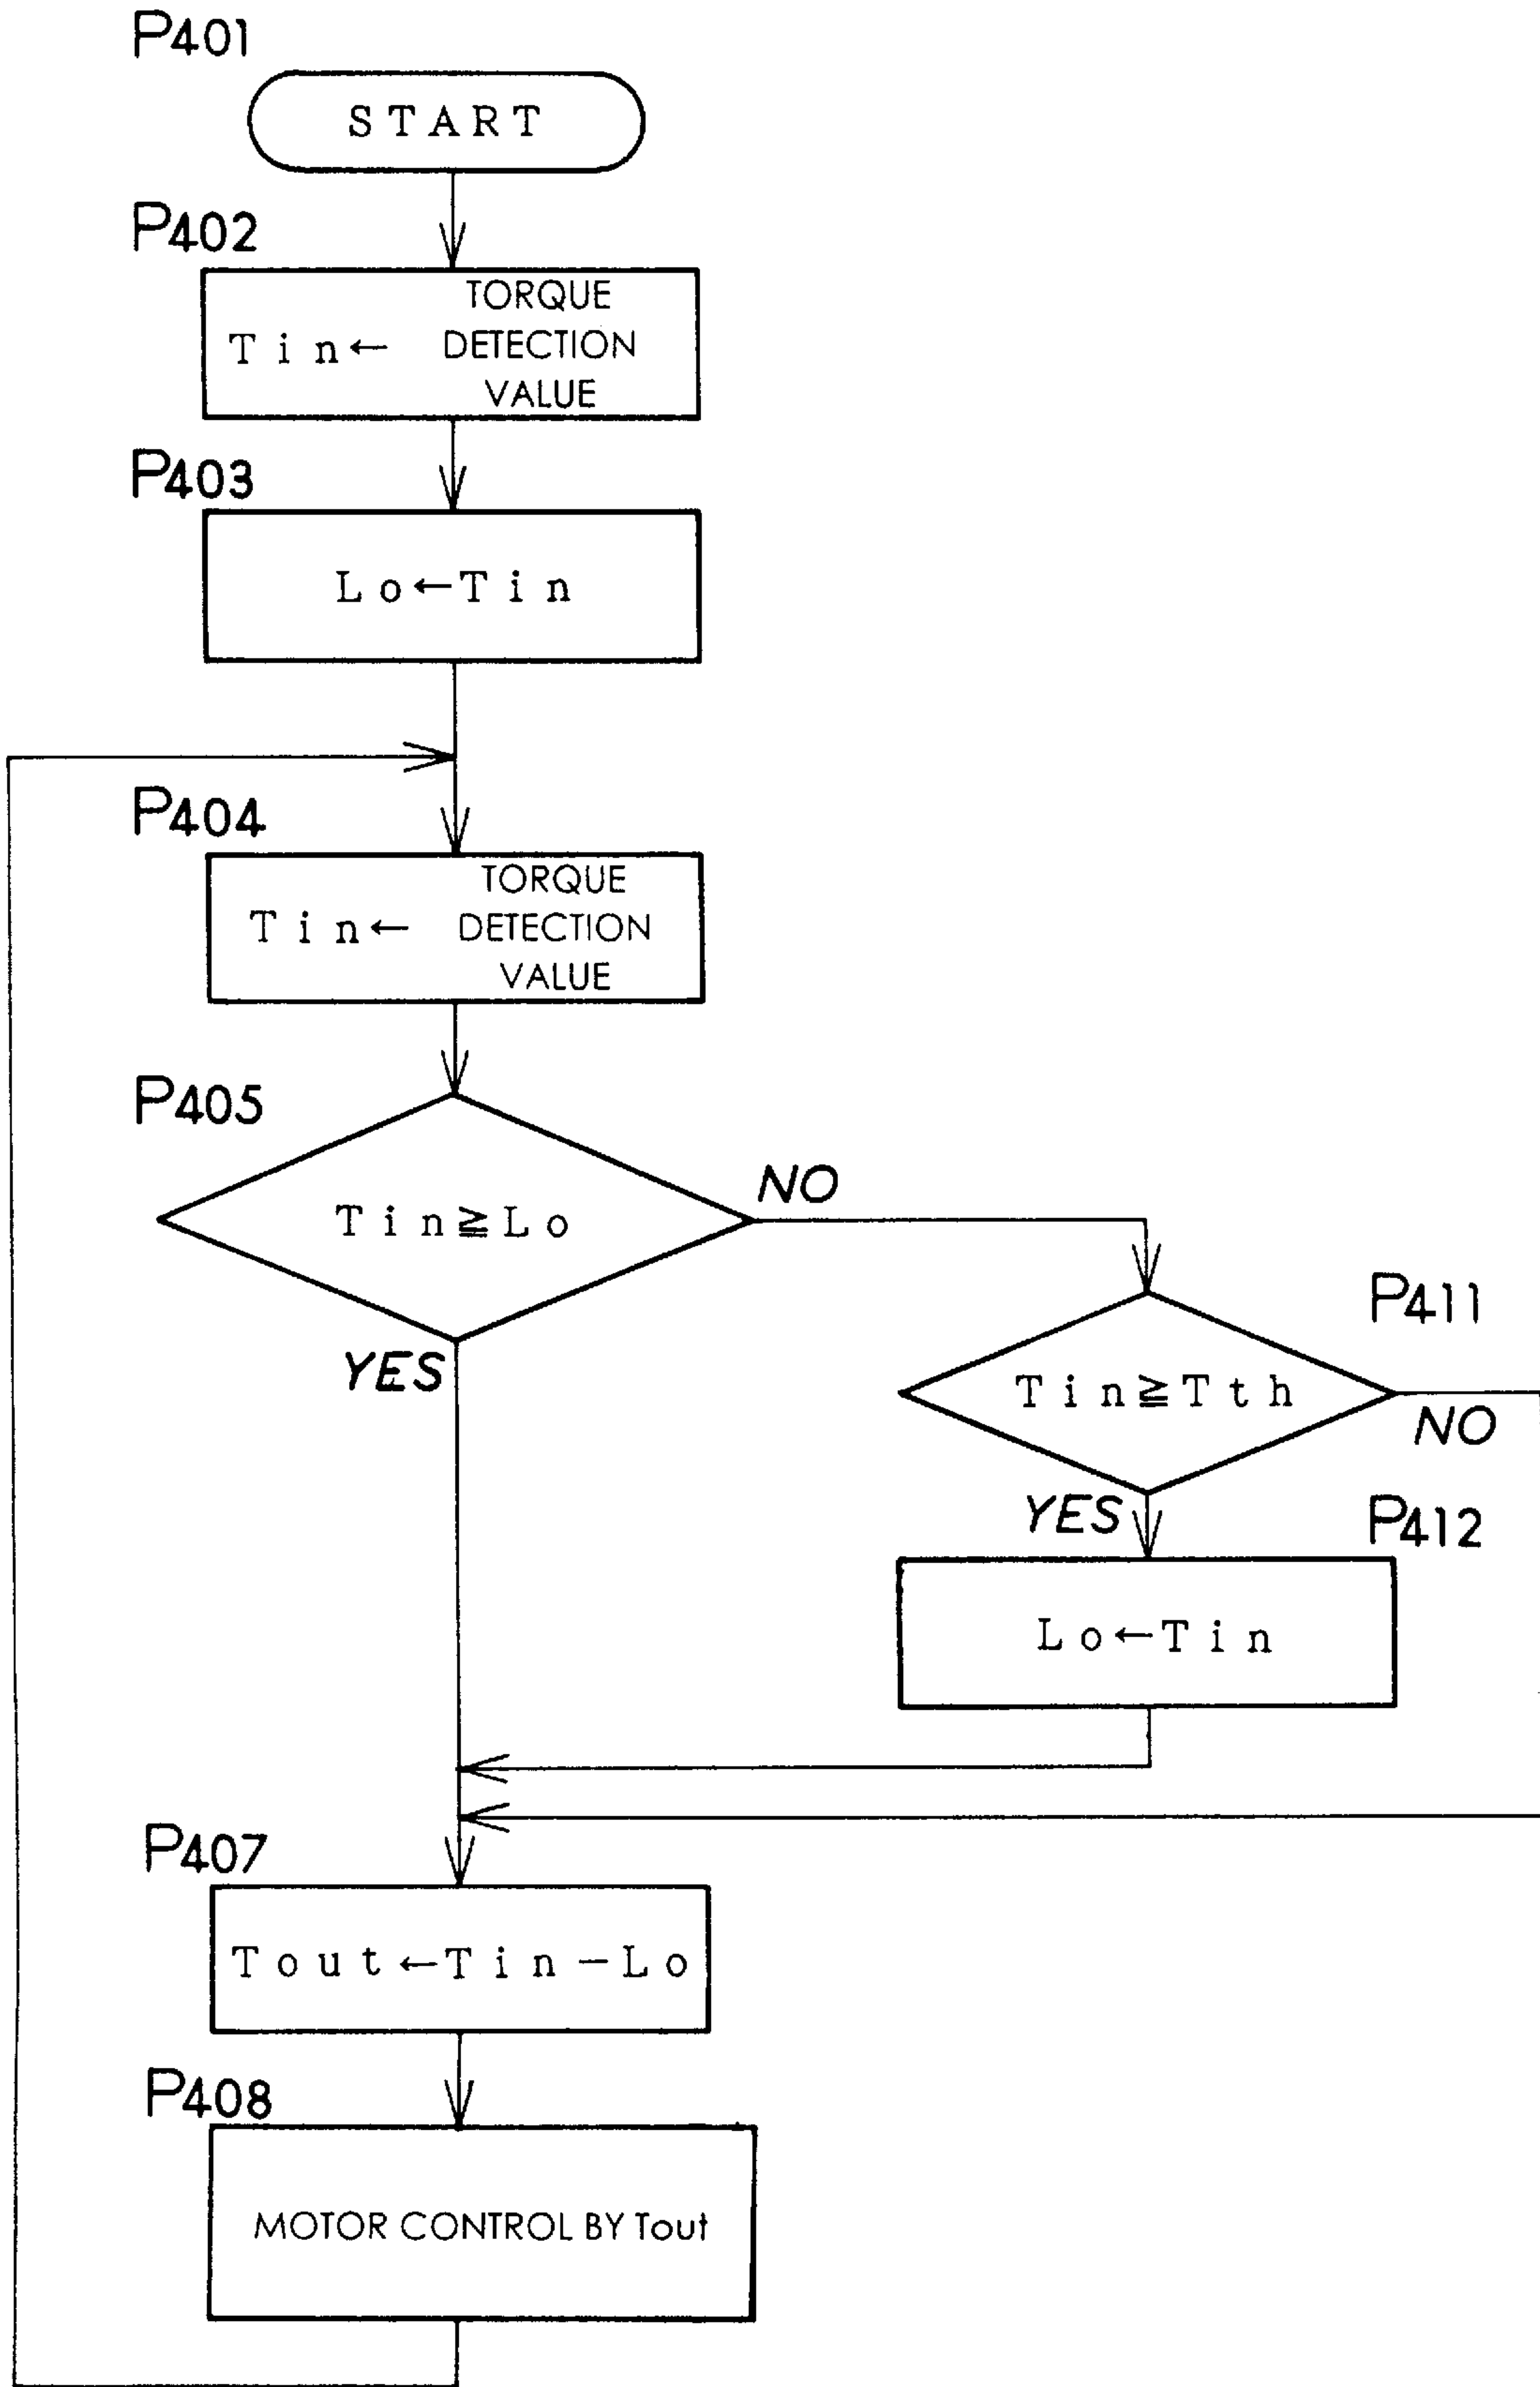 P401
START
P402
Tin← TORQUE
DETECTION
VALUE
P403
Lo←Tin
P404
Tin← TORQUE
DETECTION
VALUE
P405
Tin≧Lo
NO
YES
P411
Tin≧Tth
NO
YES
P412
Lo←Tin
P407
Tout←Tin-Lo
P408
MOTOR CONTROL BY Tout